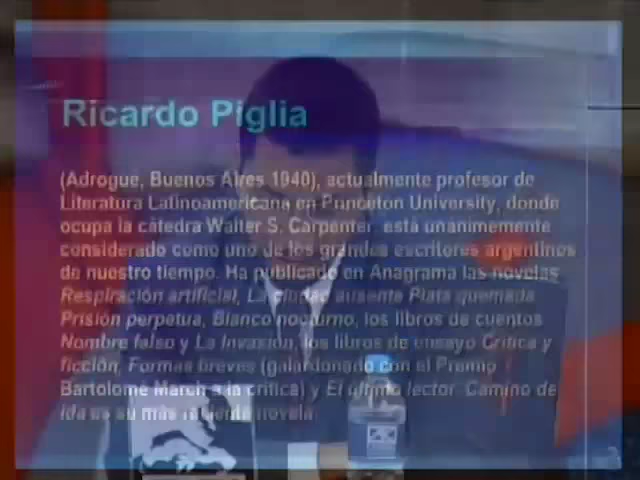 Ricardo Piglia
(Adrogue, Buenos Aires 1940), actualmente profesor de
Literatura Latinoamericana en Princeton University, donde
ocupa la cátedra Walter S. Carpenter, está unánimemente
considerado como uno de los grandes escritores argentinos
de nuestro tiempo. Ha publicado en Anagrama las novelas
Respiración artificial, La ciudad ausente Plata quemada
Prisión perpetua, Blanco nocturno, los libros de cuentos
Nombre falso y La Invasión, los libros de ensayo Crítica y
ficción, Formas breves (galardonado con el Premio
Bartolome March a la crítica) y El último lector. Camino de
Ida es su más reciente novela